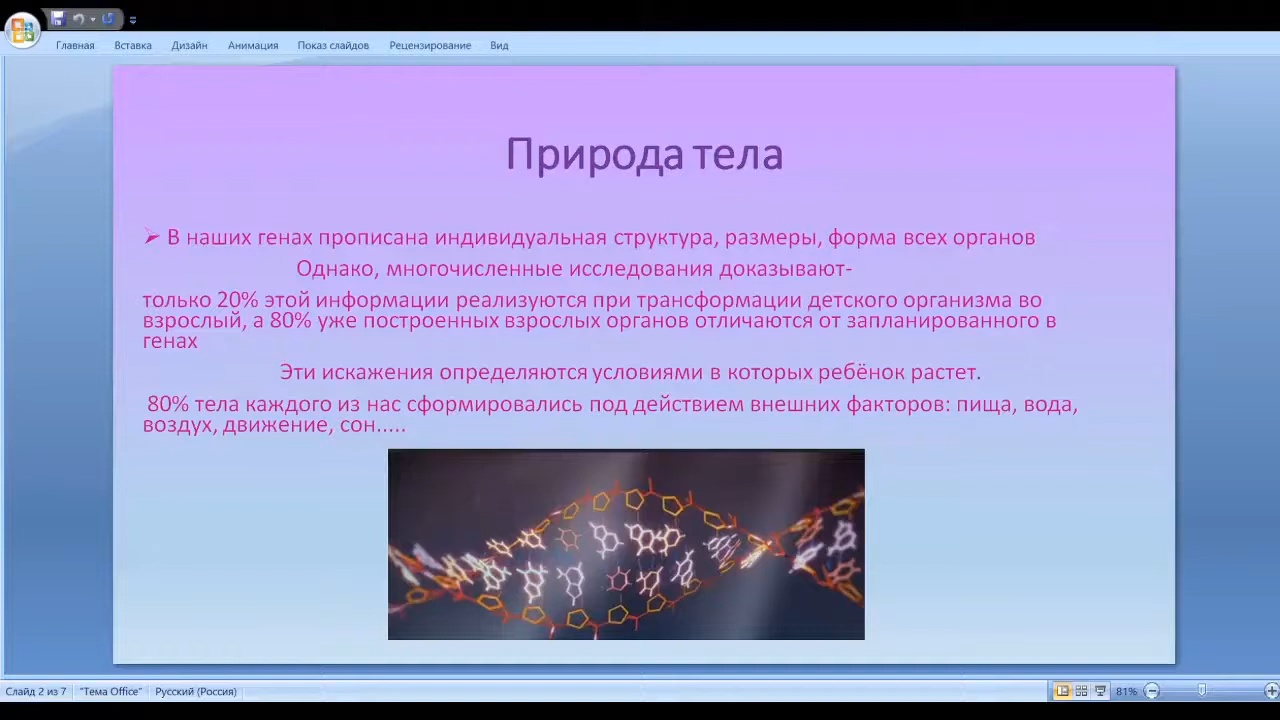 Главная Вставка Дизайн Анимация Показ слайдов Рецензирование Вид
Природа тела
➢ В наших генах прописана индивидуальная структура, размеры, форма всех органов
Однако, многочисленные исследования доказывают-
только 20% этой информации реализуются при трансформации детского организма во
взрослый, а 80% уже построенных взрослых органов отличаются от запланированного в
генах
Эти искажения определяются условиями в которых ребёнок растет.
80% тела каждого из нас сформировались под действием внешних факторов: пища, вода,
воздух, движение, сон.....
Слайд 2 из 7 "Тема Office" Русский (Россия) 81%